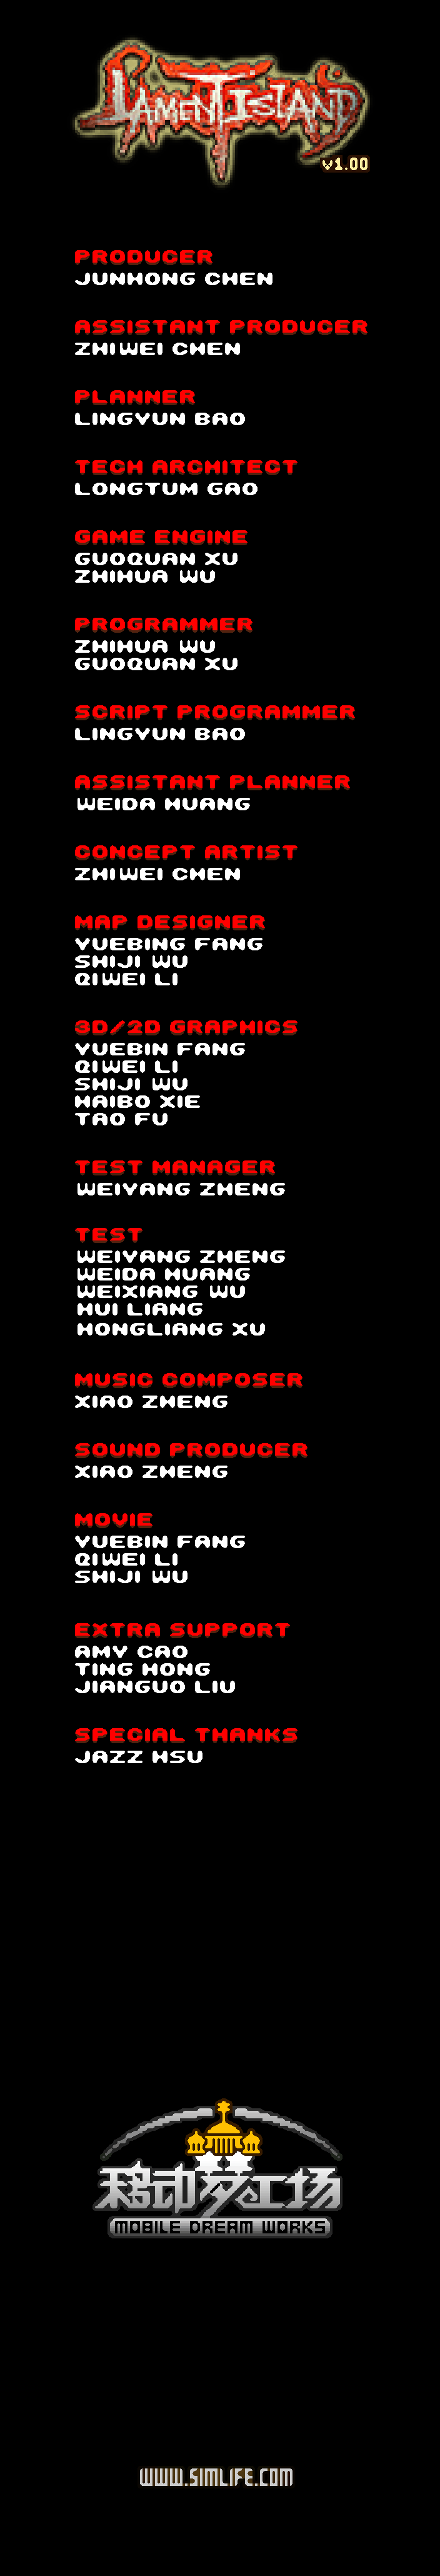 LAMENT ISLAND
v1.00
PRODUCER
JUNHONG CHEN
ASSISTANT PRODUCER
ZHIWEI CHEN
PLANNER
LINGYUN BAO
TECH ARCHITECT
LONGTUM GAO
GAME ENGINE
GUOQUAN XU
ZHIHUA WU
PROGRAMMER
ZHIHUA WU
GUOQUAN XU
SCRIPT PROGRAMMER
LINGYUN BAO
ASSISTANT PLANNER
WEIDA HUANG
CONCEPT ARTIST
ZHIWEI CHEN
MAP DESIGNER
YUEBING FANG
SHIJI WU
QIWEI LI
3D/2D GRAPHICS
YUEBIN FANG
QIWEI LI
SHIJI WU
HAIBO XIE
TAO FU
TEST MANAGER
WEIYANG ZHENG
TEST
WEIYANG ZHENG
WEIDA HUANG
WEIXIANG WU
HUI LIANG
HONGLIANG XU
MUSIC COMPOSER
XIAO ZHENG
SOUND PRODUCER
XIAO ZHENG
MOVIE
YUEBIN FANG
QIWEI LI
SHIJI WU
EXTRA SUPPORT
AMY CAO
TING HONG
JIANGUO LIU
SPECIAL THANKS
JAZZ HSU
移动梦工场
MOBILE DREAM WORKS
WWW.SIMLIFE.COM